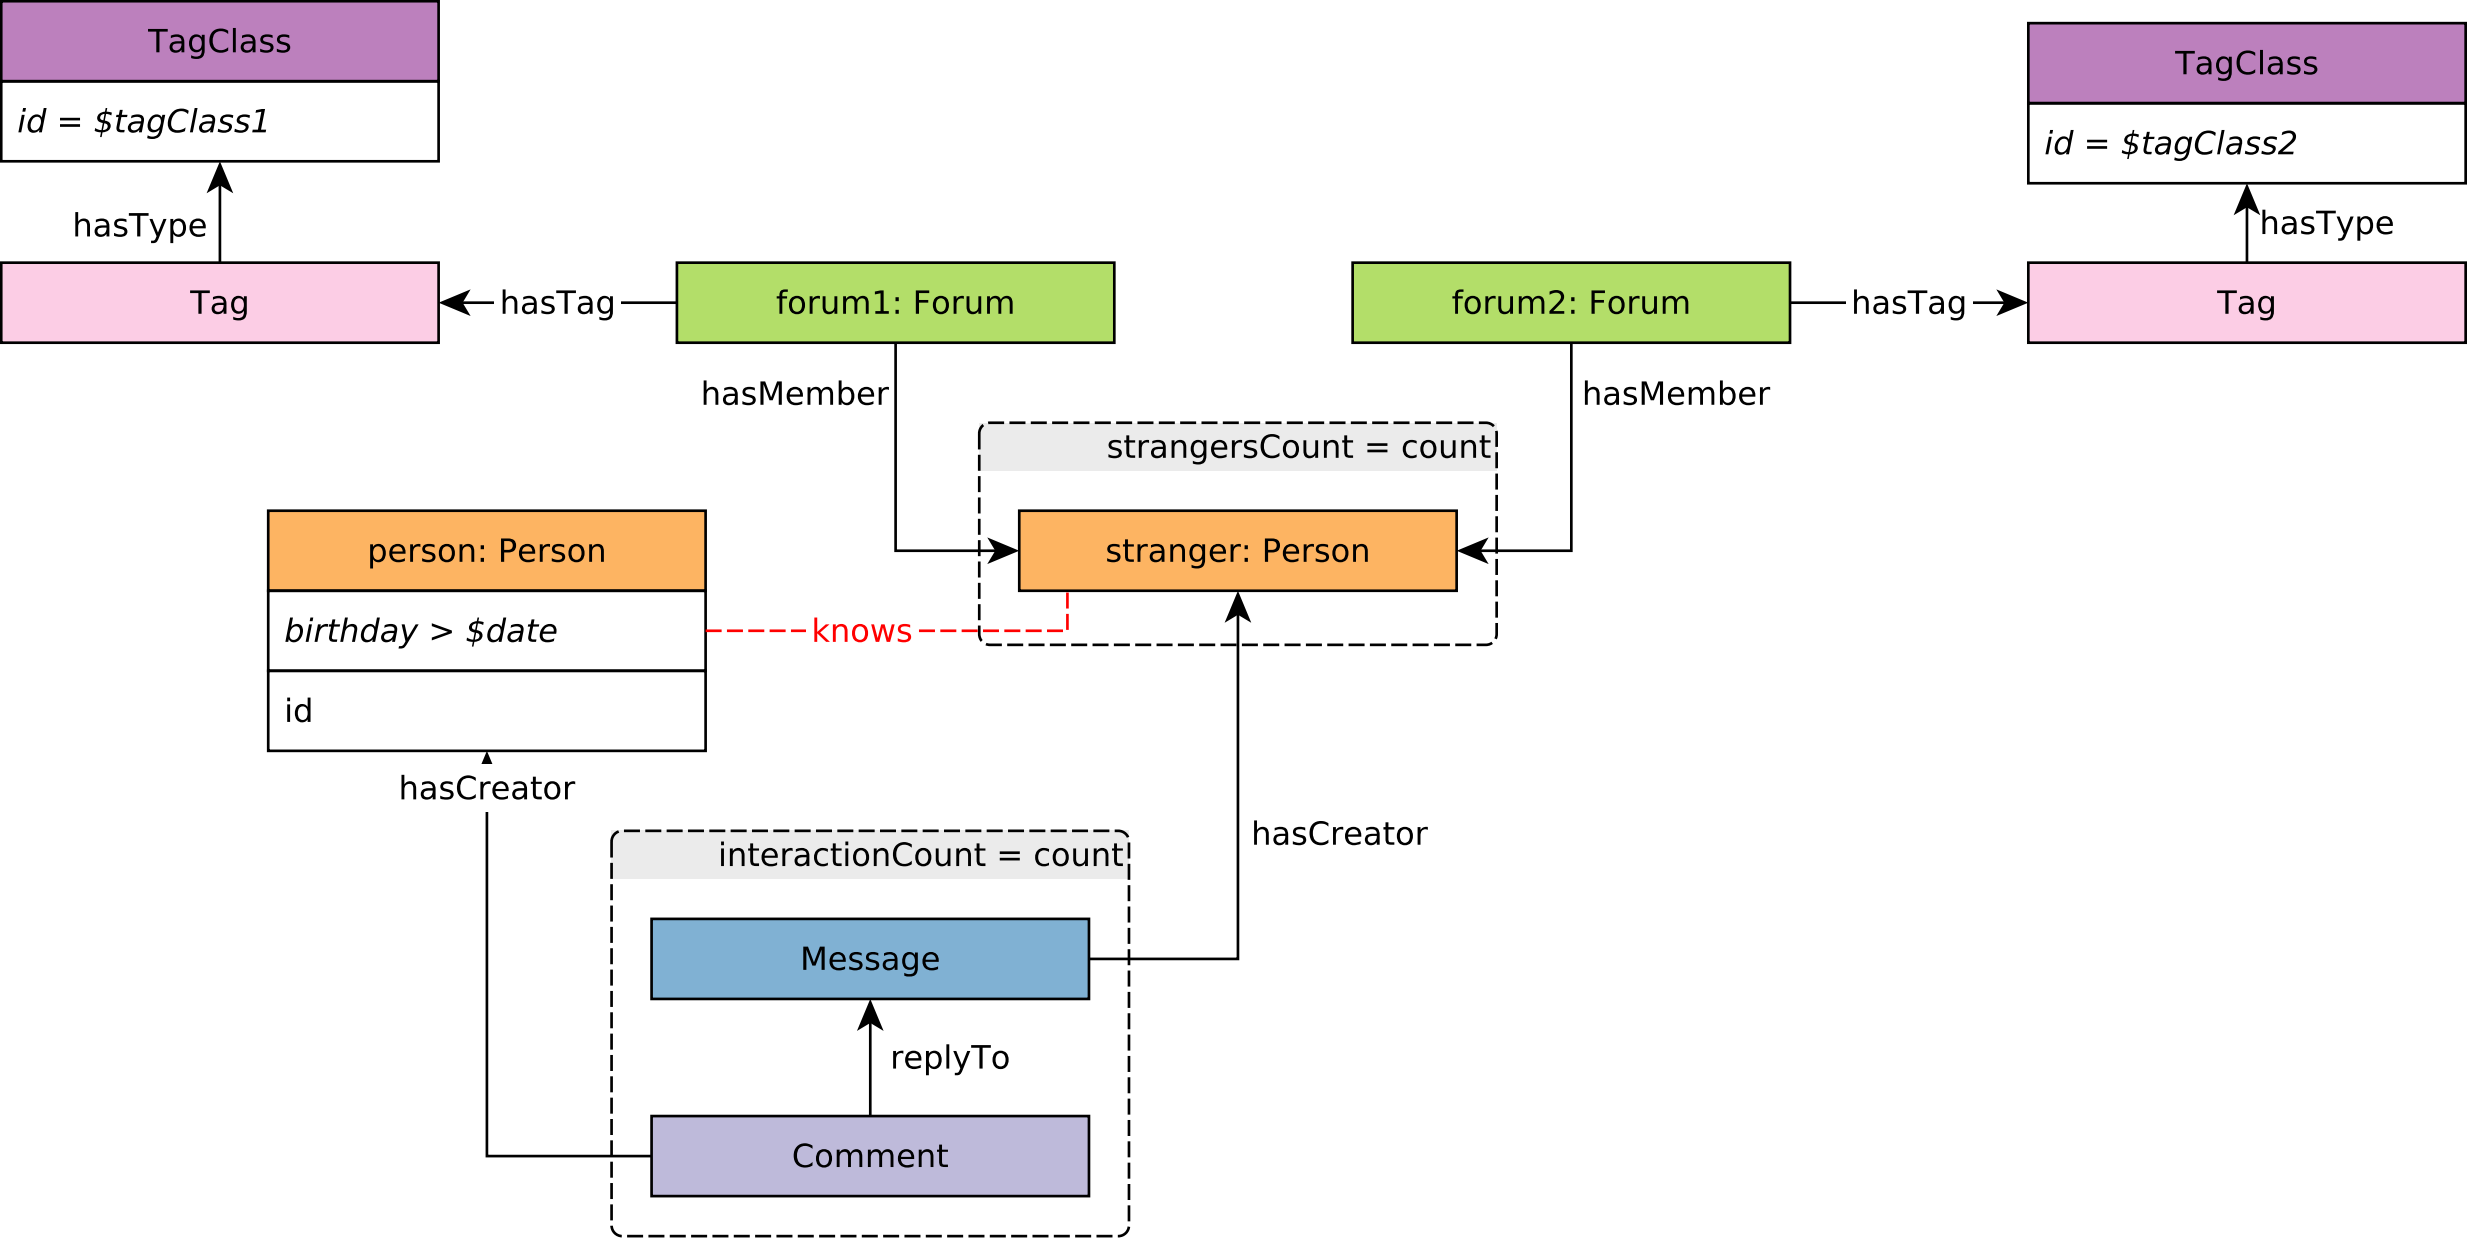 TagClass
id = $tagClass1
hasType
Tag
hasTag
forum1: Forum
TagClass
id = $tagClass2
hasType
forum2: Forum
hasTag
Tag
hasMember
hasMember
strangersCount = count
person: Person
birthday > $date
id
knows
stranger: Person
hasCreator
hasCreator
interactionCount = count
Message
replyTo
Comment